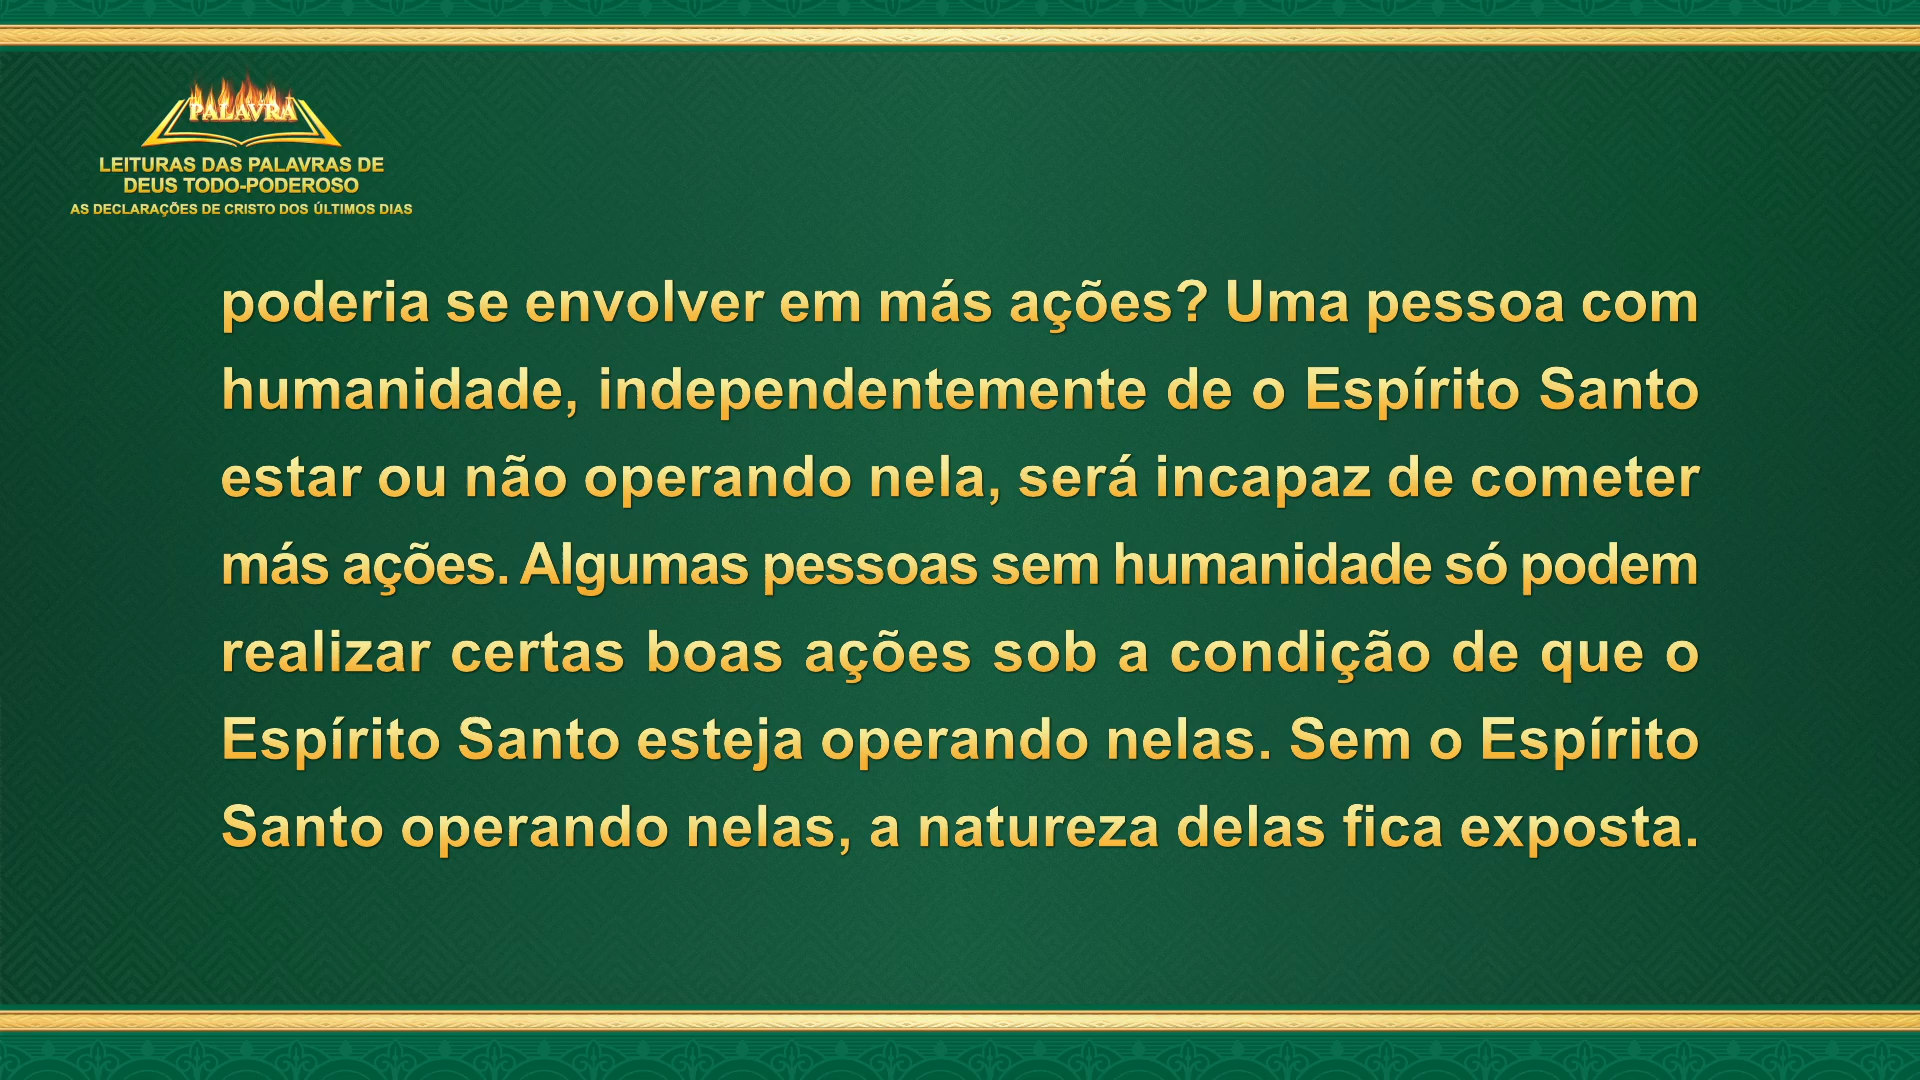 PALAVRA
LEITURAS DAS PALAVRAS DE
DEUS TODO-PODEROSO
AS DECLARAÇÕES DE CRISTO DOS ÚLTIMOS DIAS
poderia se envolver em más ações? Uma pessoa com
humanidade, independentemente de o Espírito Santo
estar ou não operando nela, será incapaz de cometer
más ações. Algumas pessoas sem humanidade só podem
realizar certas boas ações sob a condição de que o
Espírito Santo esteja operando nelas. Sem o Espírito
Santo operando nelas, a natureza delas fica exposta.